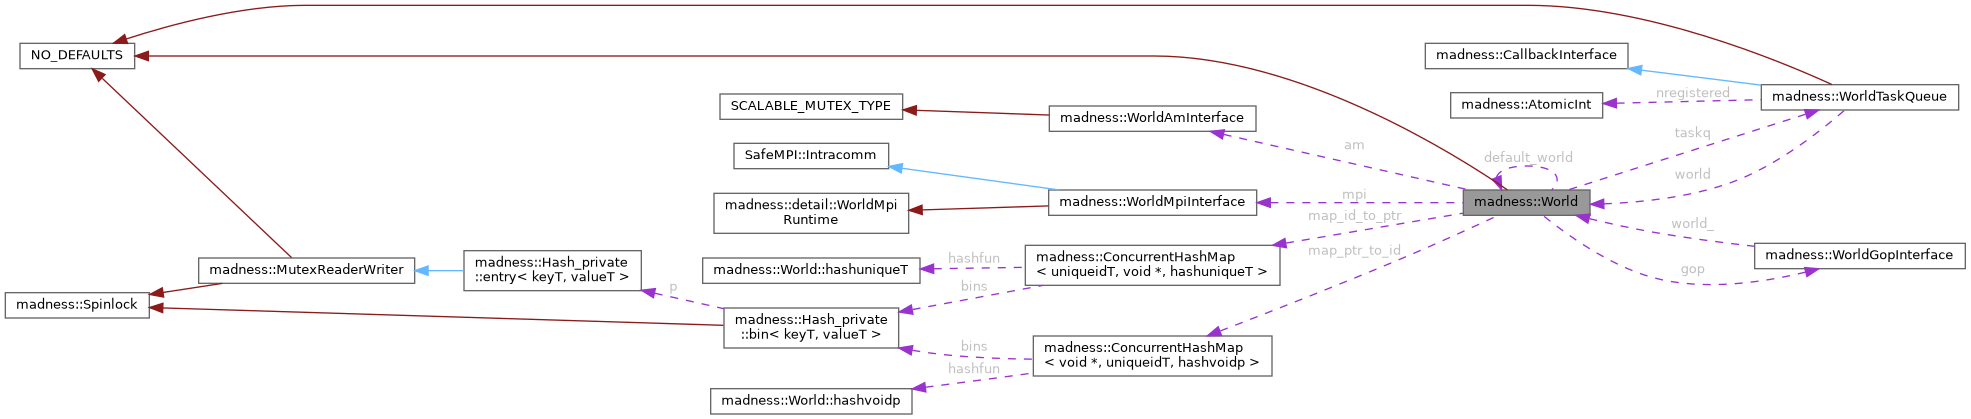 NO_DEFAULTS
madness::CallbackInterface
madness::WorldTaskQueue
nregistered
madness::AtomicInt
SCALABLE_MUTEX_TYPE
madness::WorldAmInterface
taskq
am
SafeMPI::Intracomm
default_world
world
mpi
madness::World
madness::detail::WorldMpi
Runtime
madness::WorldMpiInterface
map_id_to_ptr
world_
map_ptr_to_id
madness::WorldGopInterface
gop
madness::MutexReaderWriter
madness::Hash_private
::entry< keyT, valueT >
madness::World::hashuniqueT
hashfun
madness::ConcurrentHashMap
< uniqueidT, void *, hashuniqueT >
p
bins
madness::Spinlock
madness::Hash_private
::bin< keyT, valueT >
bins
madness::ConcurrentHashMap
< void *, uniqueidT, hashvoidp >
hashfun
madness::World::hashvoidp